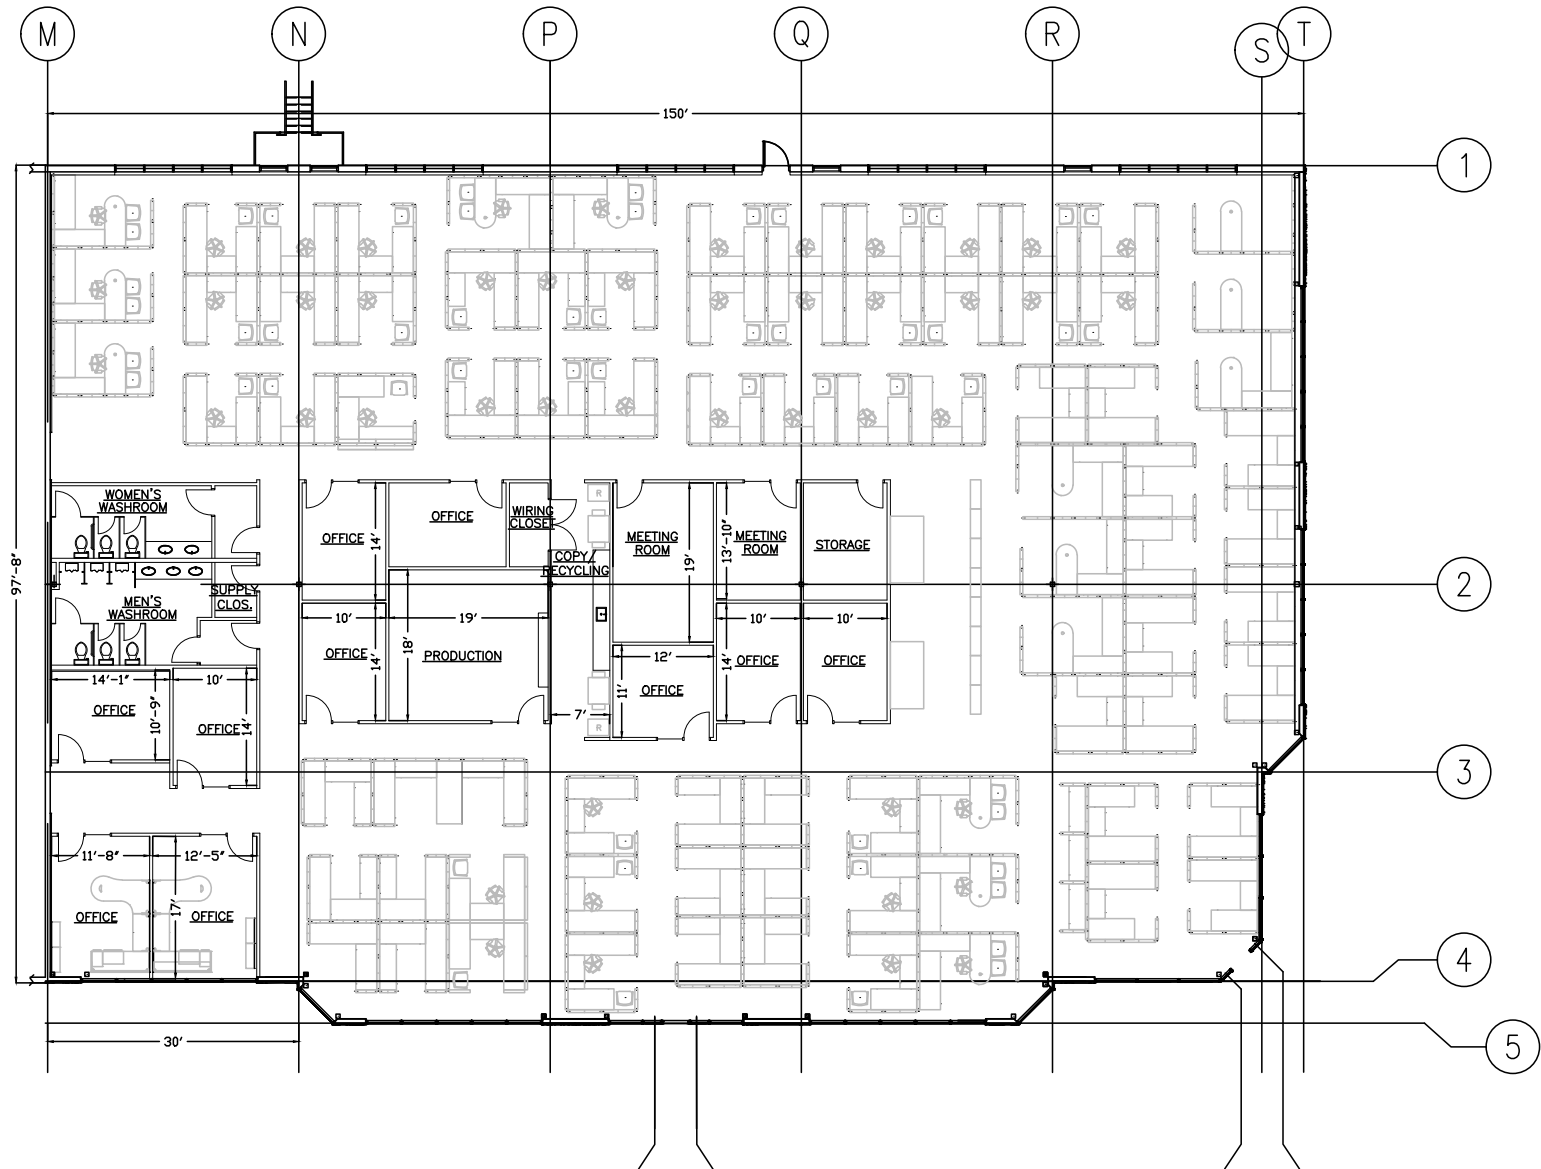 M N P Q R S T
150'
1
WOMEN'S
WASHROOM
OFFICE
14'
OFFICE
WIRING
CLOSET
R
COPY/
RECYCLING
MEETING
ROOM
19'
13'-10"
MEETING
ROOM
STORAGE
97'-8"
2
MEN'S
WASHROOM
SUPPLY
CLOS.
10'
19'
10'
10'
OFFICE
14'
18'
PRODUCTION
12'
14'
OFFICE
OFFICE
14'-1"
10'
OFFICE
10'-9"
OFFICE
14'
11'
OFFICE
7'
R
3
11'-8"
12'-5"
OFFICE
17'
OFFICE
4
30'
5